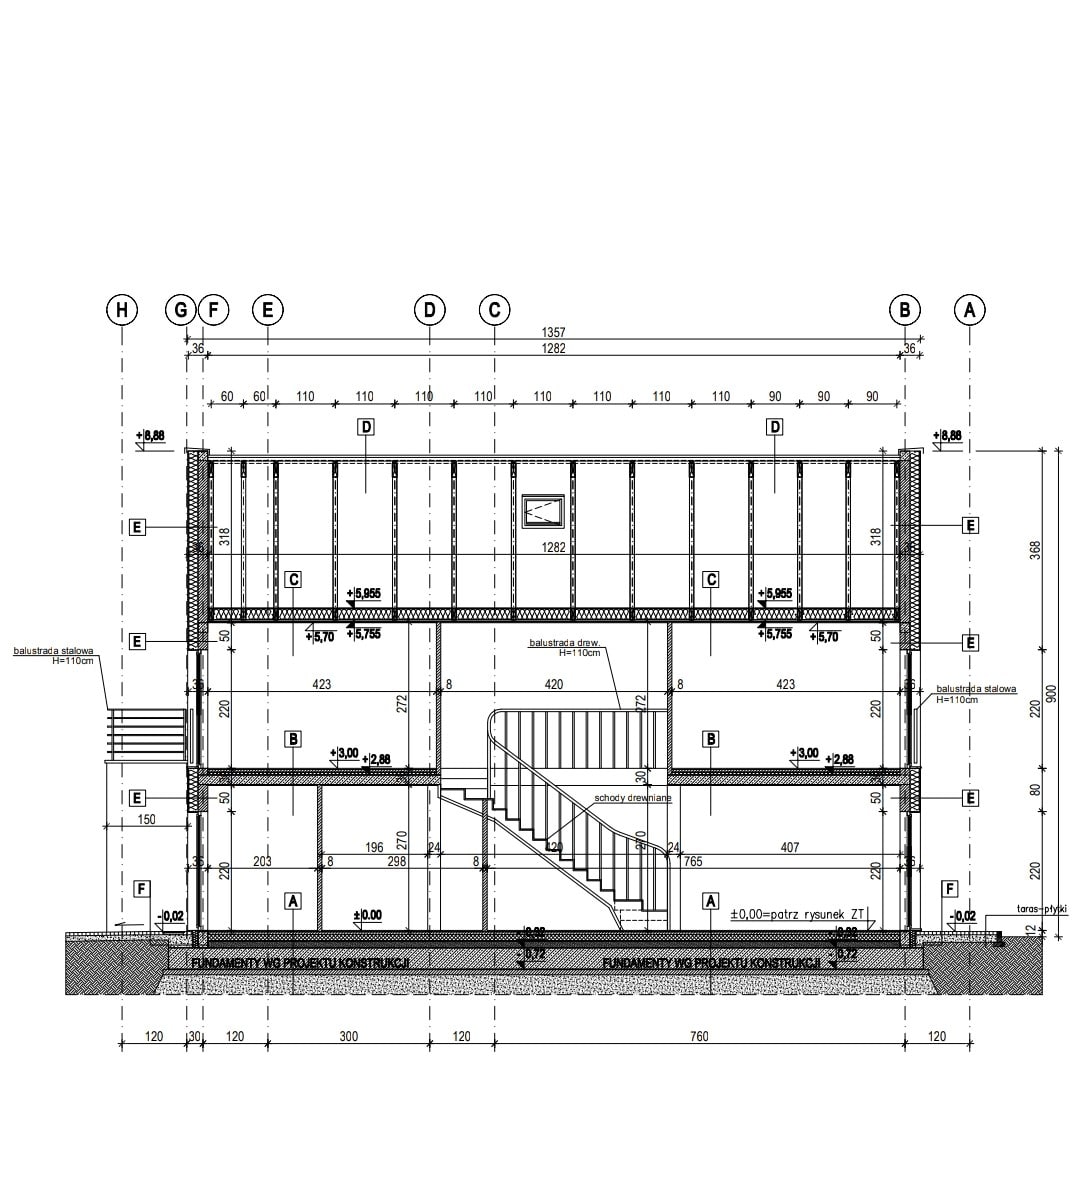 H G F E D C B A
1357
36 1282 36
60 60 110 110 110 110 110 110 110 110 90 90 90
D D
+8,88 +8,88
E E
318 318 368
36 1282
C C
+5,955 +5,955
50 +5,70 +5,755 +5,755 +5,70 50
E E
balustrada stalowa
H=110cm
balustrada drew.
H=110cm
36 423 8 420 8 423
balustrada stalowa
H=110cm
220 272 272 220 220 900
B B
+3,00 +2,88 +3,00 +2,88
30
E E
50 schody drewniane 50 80
150
270 270
196 24 420 24 407
36 203 8 298 8 765
220 220 220
F F
A A
-0,02 ±0.00 ±0,00=patrz rysunek ZT -0,02
taras-płytki
12
-0,72 -0,72
FUNDAMENTY WG PROJEKTU KONSTRUKCJI FUNDAMENTY WG PROJEKTU KONSTRUKCJI
120 30 120 300 120 760 120